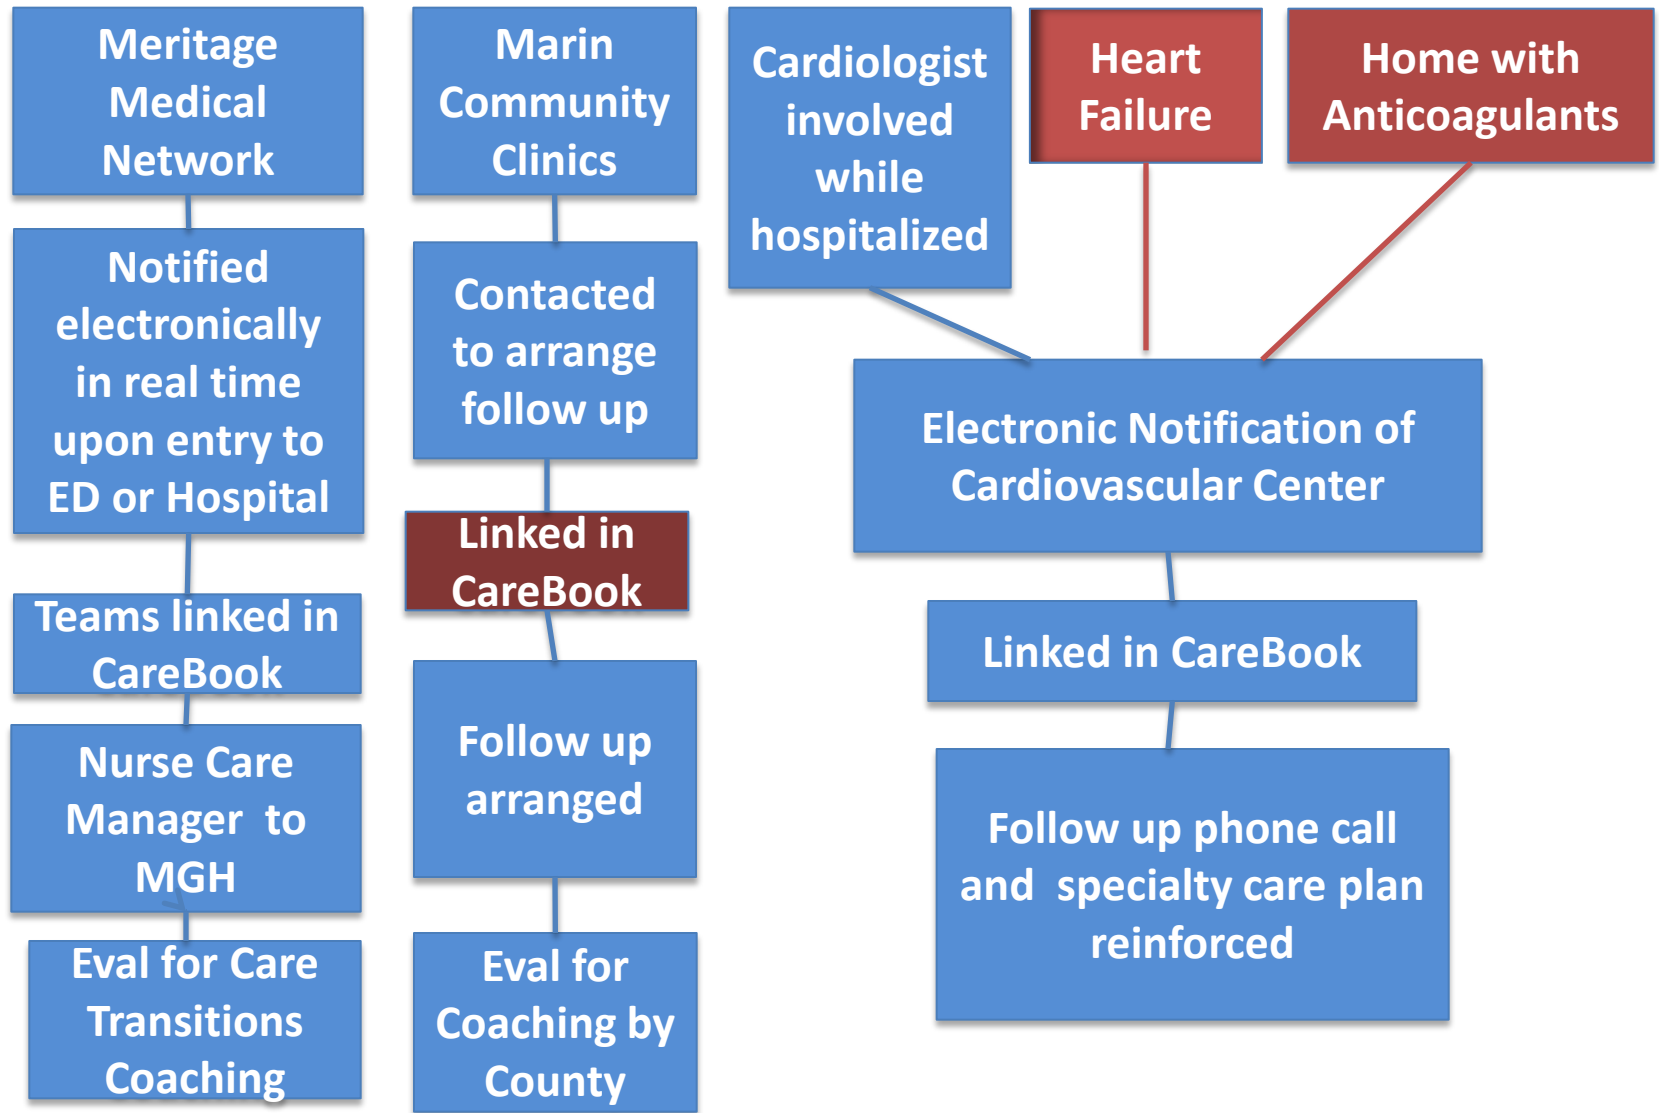 Meritage
Medical
Network
Notified
electronically
in real time
upon entry to
ED or Hospital
Teams linked in
CareBook
Nurse Care
Manager to
MGH
Eval for Care
Transitions
Coaching
Marin
Community
Clinics
Contacted
to arrange
follow up
Linked in
CareBook
Follow up
arranged
Eval for
Coaching by
County
Cardiologist
involved
while
hospitalized
Heart
Failure
Home with
Anticoagulants
Electronic Notification of
Cardiovascular Center
Linked in CareBook
Follow up phone call
and specialty care plan
reinforced